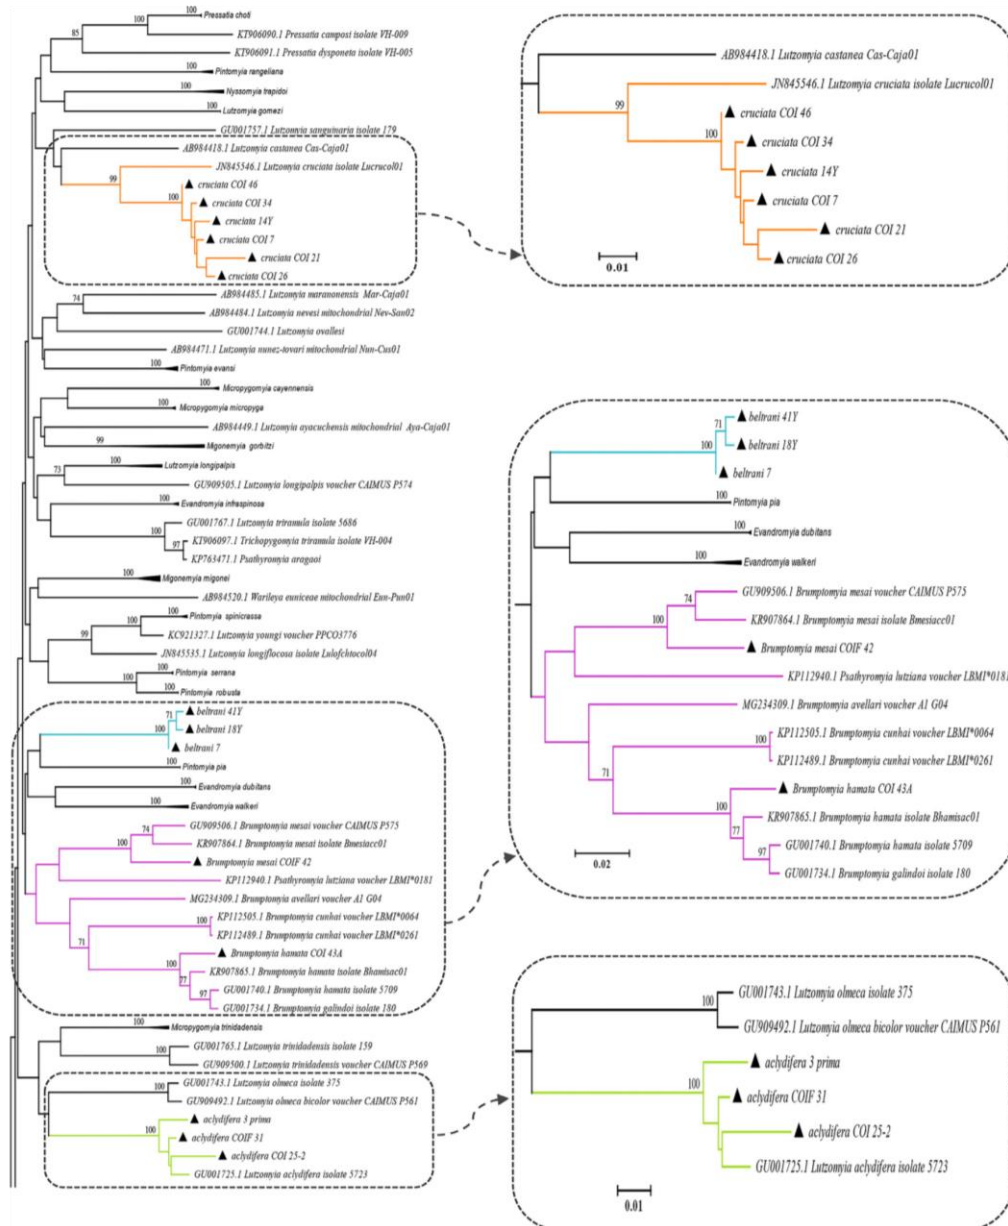 100 Pressatia choti
85
100 KT906090.1 Pressatia camposi isolate VH-009
KT906091.1 Pressatia dysponeta isolate VH-005
100 Pintomyia rangeliana
100 Nyssomyia trapidoi
100 Lutzomyia gomezi
GU001757.1 Lutzomyia sanguinaria isolate 179
AB984418.1 Lutzomyia castanea Cas-Caja01
JN845546.1 Lutzomyia cruciata isolate Lucrucol01
99
100 ▲ cruciata COI 46
▲ cruciata COI 34
▲ cruciata 14Y
▲ cruciata COI 7
▲ cruciata COI 21
▲ cruciata COI 26
AB984485.1 Lutzomyia maranonensis Mar-Caja01
74
AB984484.1 Lutzomyia nevesi mitochondrial Nev-San02
GU001744.1 Lutzomyia ovallesi
AB984471.1 Lutzomyia nunez-tovari mitochondrial Nun-Cus01
100 Pintomyia evansi
100 Micropygomyia cayennensis
100 Micropygomyia micropyga
AB984449.1 Lutzomyia ayacuchensis mitochondrial Aya-Caja01
99 Migonemyia gorbitzi
100 Lutzomyia longipalpis
73
GU909505.1 Lutzomyia longipalpis voucher CAIMUS P574
100 Evandromyia infraspinosa
GU001767.1 Lutzomyia triramula isolate 5686
100
KT906097.1 Trichopygomyia triramula isolate VH-004
97
KP763471.1 Psathyromyia aragaoi
100 Migonemyia migonei
AB984520.1 Warileya euniceae mitochondrial Eun-Pun01
100 Pintomyia spinicrassa
100
KC921327.1 Lutzomyia youngi voucher PPCO3776
99
JN845535.1 Lutzomyia longiflocosa isolate Lulofchtocol04
100 Pintomyia serrana
100
100 Pintomyia robusta
71 ▲ beltrani 41Y
100 ▲ beltrani 18Y
▲ beltrani 7
100 Pintomyia pia
100 Evandromyia dubitans
100 Evandromyia walkeri
GU909506.1 Brumptomyia mesai voucher CAIMUS P575
74
KR907864.1 Brumptomyia mesai isolate Bmesiacc01
▲ Brumptomyia mesai COIF 42
KP112940.1 Psathyromyia lutziana voucher LBMI*0181
MG234309.1 Brumptomyia avellari voucher A1 G04
KP112505.1 Brumptomyia cunhai voucher LBMI*0064
100
KP112489.1 Brumptomyia cunhai voucher LBMI*0261
71
▲ Brumptomyia hamata COI 43A
100
KR907865.1 Brumptomyia hamata isolate Bhamisac01
77
GU001740.1 Brumptomyia hamata isolate 5709
97
GU001734.1 Brumptomyia galindoi isolate 180
100 Micropygomyia trinidadensis
GU001765.1 Lutzomyia trinidadensis isolate 159
100
GU909500.1 Lutzomyia trinidadensis voucher CAIMUS P569
GU001743.1 Lutzomyia olmeca isolate 375
100
GU909492.1 Lutzomyia olmeca bicolor voucher CAIMUS P561
▲ aclydifera 3 prima
100 ▲ aclydifera COIF 31
▲ aclydifera COI 25-2
GU001725.1 Lutzomyia aclydifera isolate 5723
AB984418.1 Lutzomyia castanea Cas-Caja01
JN845546.1 Lutzomyia cruciata isolate Lucrucol01
99
▲ cruciata COI 46
100
▲ cruciata COI 34
▲ cruciata 14Y
▲ cruciata COI 7
▲ cruciata COI 21
▲ cruciata COI 26
0.01
▲ beltrani 41Y
71
100 ▲ beltrani 18Y
▲ beltrani 7
100 Pintomyia pia
100 Evandromyia dubitans
100 Evandromyia walkeri
GU909506.1 Brumptomyia mesai voucher CAIMUS P575
74
KR907864.1 Brumptomyia mesai isolate Bmesiacc01
▲ Brumptomyia mesai COIF 42
KP112940.1 Psathyromyia lutziana voucher LBMI*0181
MG234309.1 Brumptomyia avellari voucher A1 G04
KP112505.1 Brumptomyia cunhai voucher LBMI*0064
100
KP112489.1 Brumptomyia cunhai voucher LBMI*0261
71
▲ Brumptomyia hamata COI 43A
100
KR907865.1 Brumptomyia hamata isolate Bhamisac01
77
GU001740.1 Brumptomyia hamata isolate 5709
97
GU001734.1 Brumptomyia galindoi isolate 180
0.02
GU001743.1 Lutzomyia olmeca isolate 375
100
GU909492.1 Lutzomyia olmeca bicolor voucher CAIMUS P561
▲ aclydifera 3 prima
100
▲ aclydifera COIF 31
▲ aclydifera COI 25-2
GU001725.1 Lutzomyia aclydifera isolate 5723
0.01